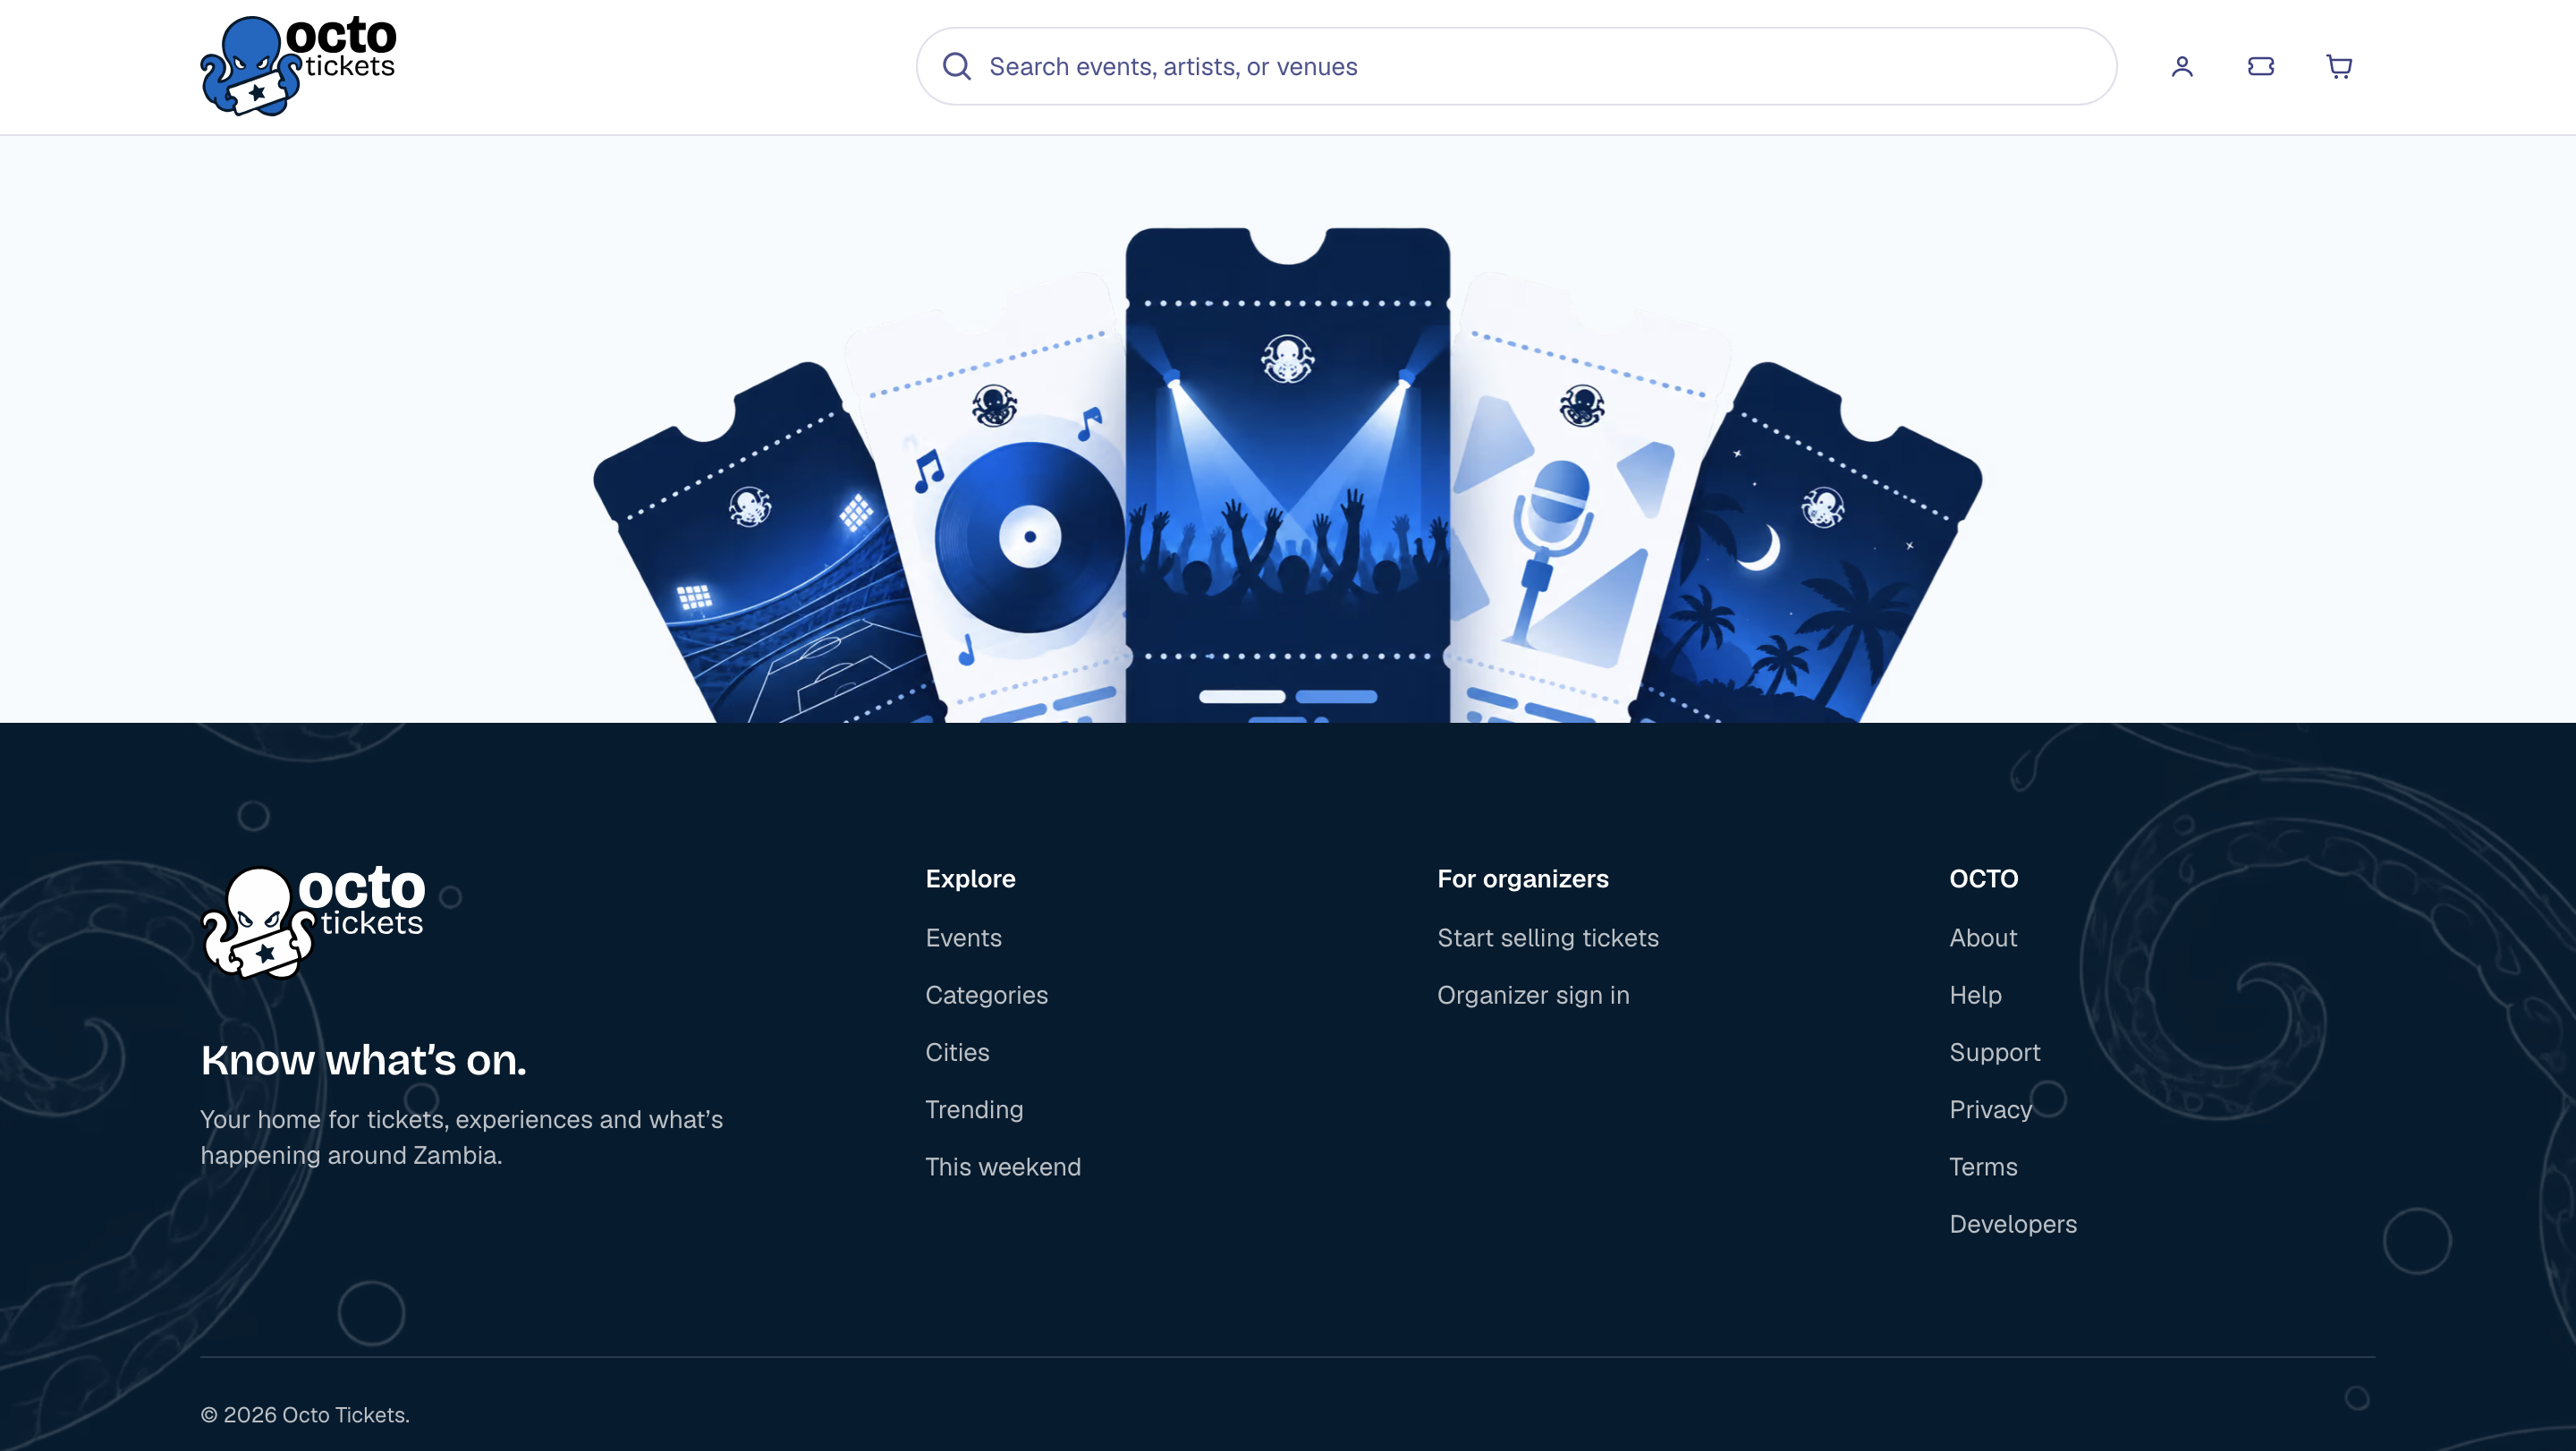 octo
tickets
Search events, artists, or venues
octo
tickets
Know what's on.
Your home for tickets, experiences and what's
happening around Zambia.
Explore
Events
Categories
Cities
Trending
This weekend
For organizers
Start selling tickets
Organizer sign in
OCTO
About
Help
Support
Privacy
Terms
Developers
© 2026 Octo Tickets.